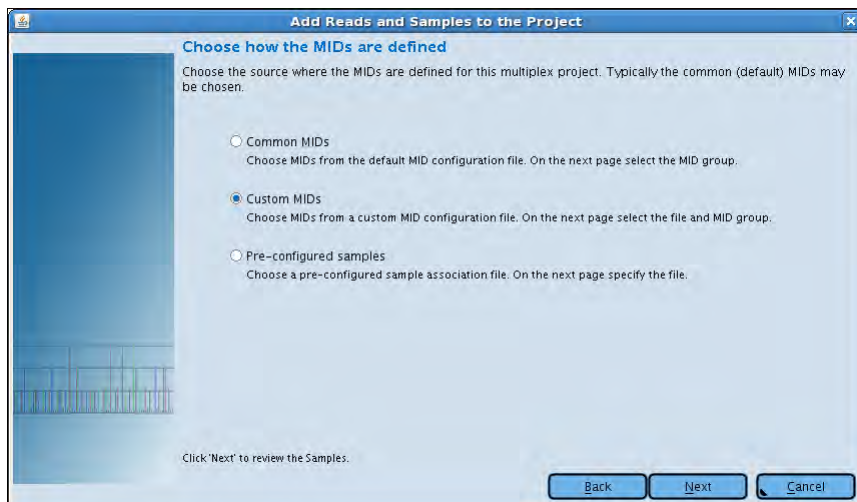 Add Reads and Samples to the Project
Choose how the MIDs are defined
Choose the source where the MIDs are defined for this multiplex project. Typically the common (default) MIDs may
be chosen.
Common MIDs
Choose MIDs from the default MID configuration file. On the next page select the MID group.
Custom MIDs
Choose MIDs from a custom MID configuration file. On the next page select the file and MID group.
Pre-configured samples
Choose a pre-configured sample association file. On the next page specify the file.
Click 'Next' to review the Samples.
Back Next Cancel